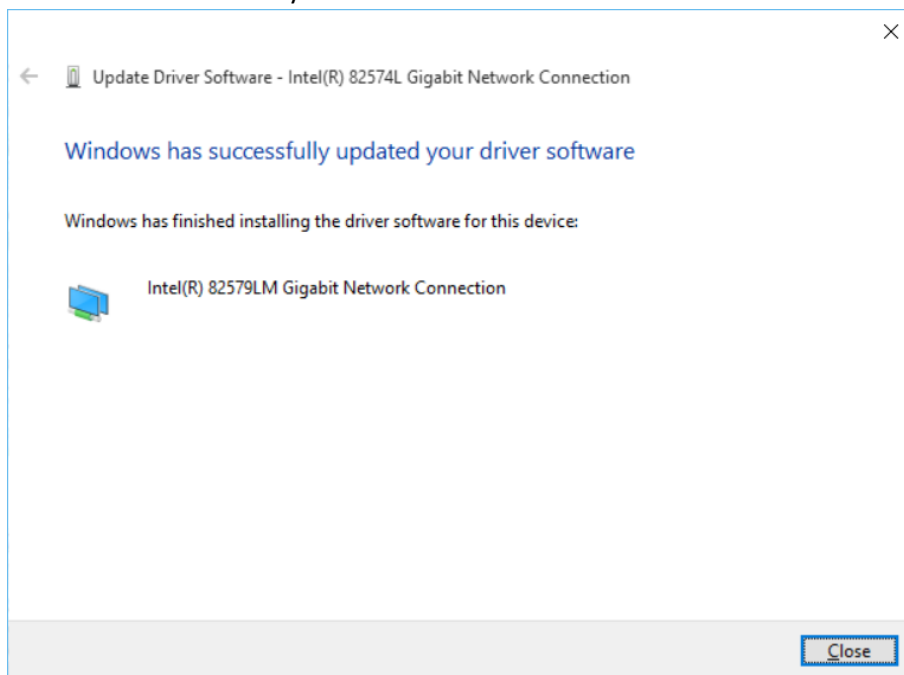 Update Driver Software - Intel(R) 82574L Gigabit Network Connection
Windows has successfully updated your driver software
Windows has finished installing the driver software for this device:
Intel(R) 82579LM Gigabit Network Connection
Close